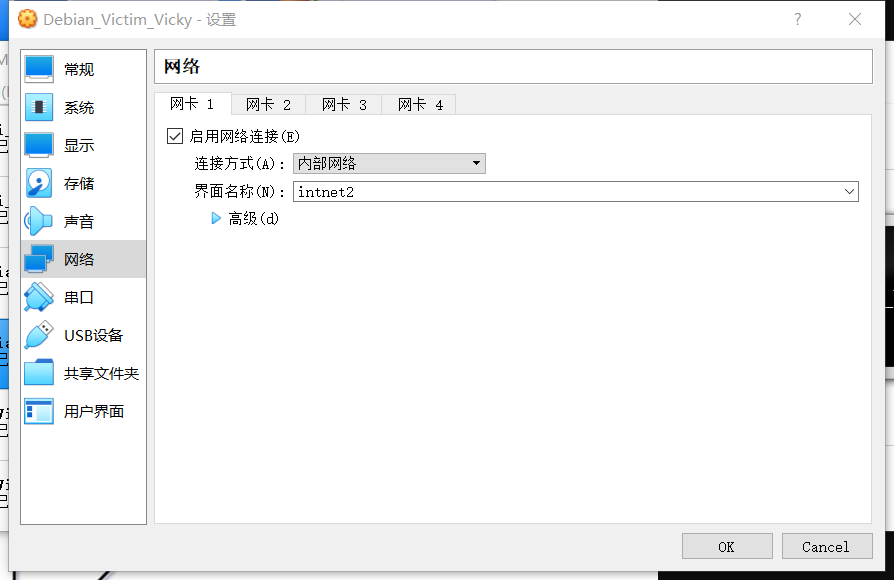 Debian_Victim_Vicky - 设置
?
常规
系统
显示
存储
声音
网络
串口
USB设备
共享文件夹
用户界面
网络
网卡 1 网卡 2 网卡 3 网卡 4
启用网络连接(E)
连接方式(A): 内部网络
界面名称(N): intnet2
高级(d)
OK Cancel